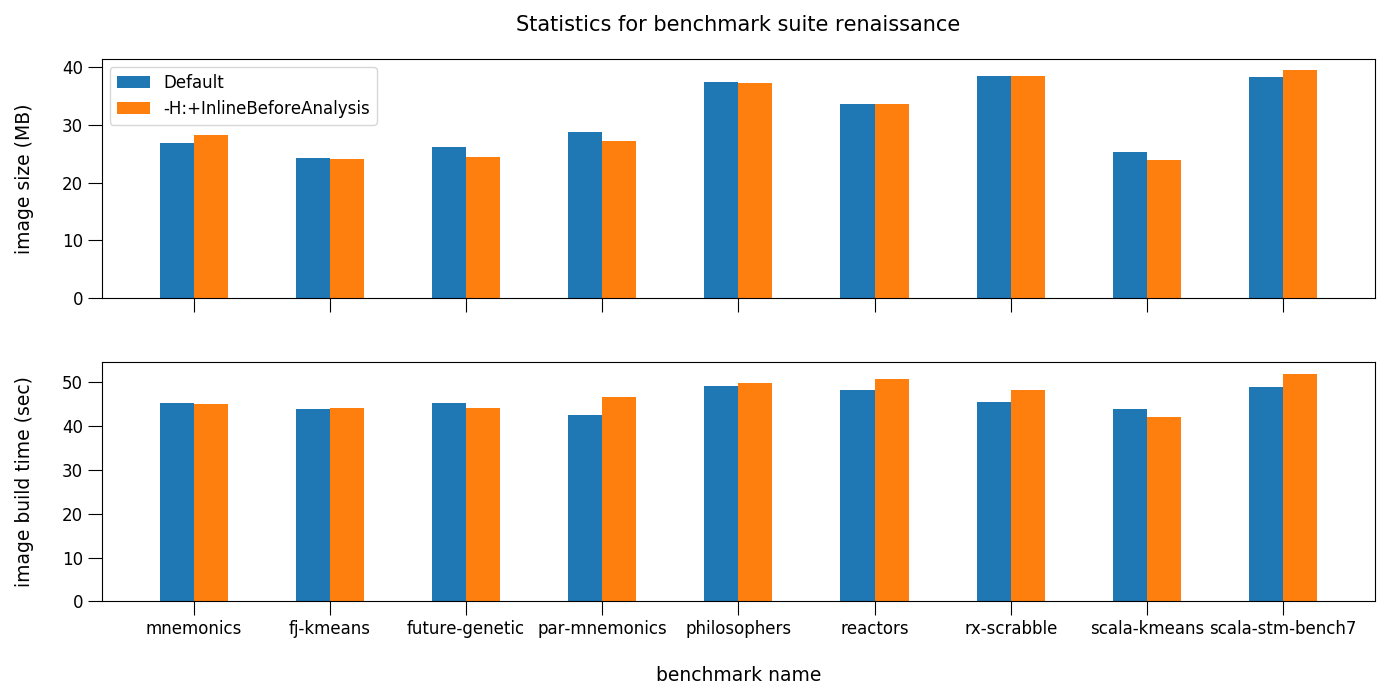 Statistics for benchmark suite renaissance
Default
-H:+InlineBeforeAnalysis
image size (MB)
40
30
20
10
0
image build time (sec)
50
40
30
20
10
0
mnemonics fj-kmeans future-genetic par-mnemonics philosophers reactors rx-scrabble scala-kmeans scala-stm-bench7
benchmark name